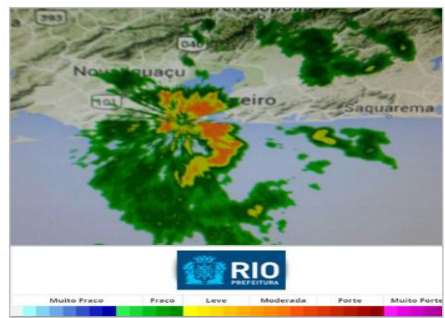 393
040
Nova Iguaçu
101
eiro
Saquarema
RIO
PREFEITURA
Muito Fraco Fraco Leve Moderada Forte Muito Forte